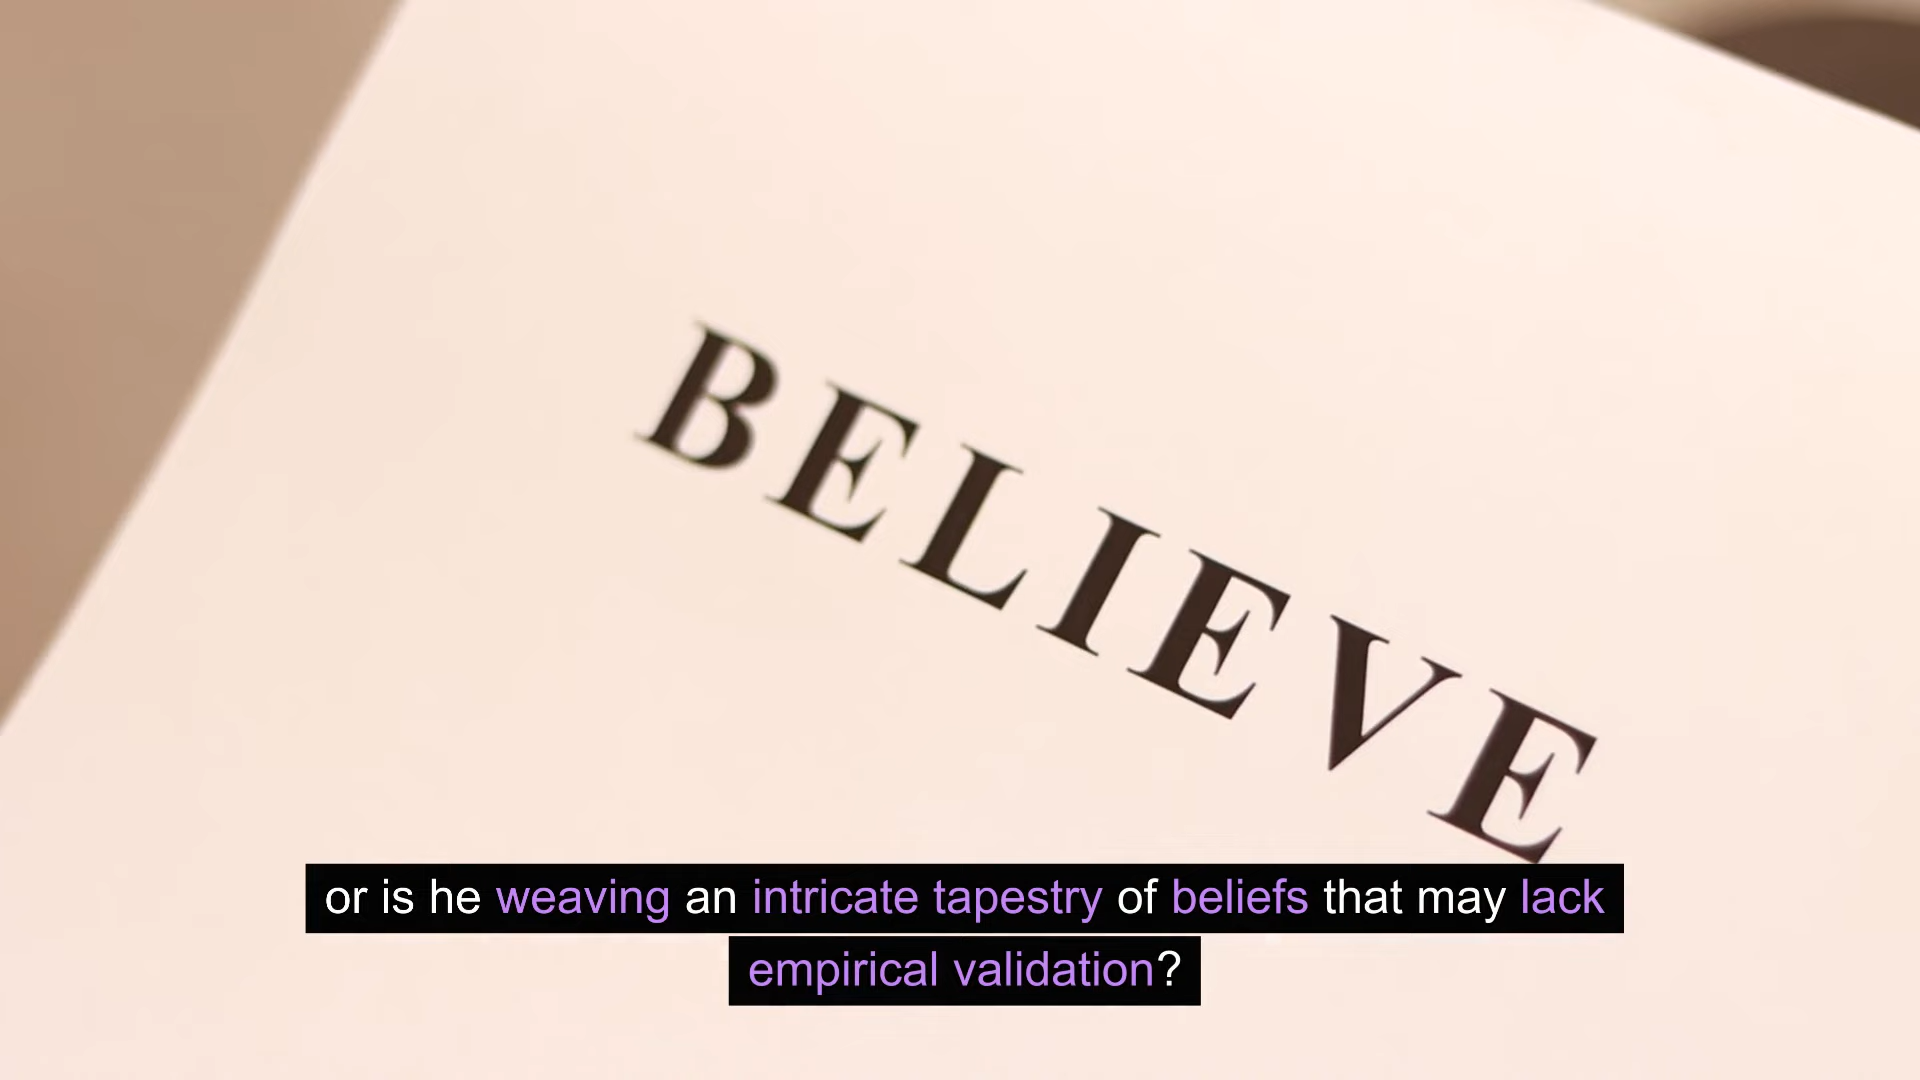 BELIEVE
or is he weaving an intricate tapestry of beliefs that may lack
empirical validation?